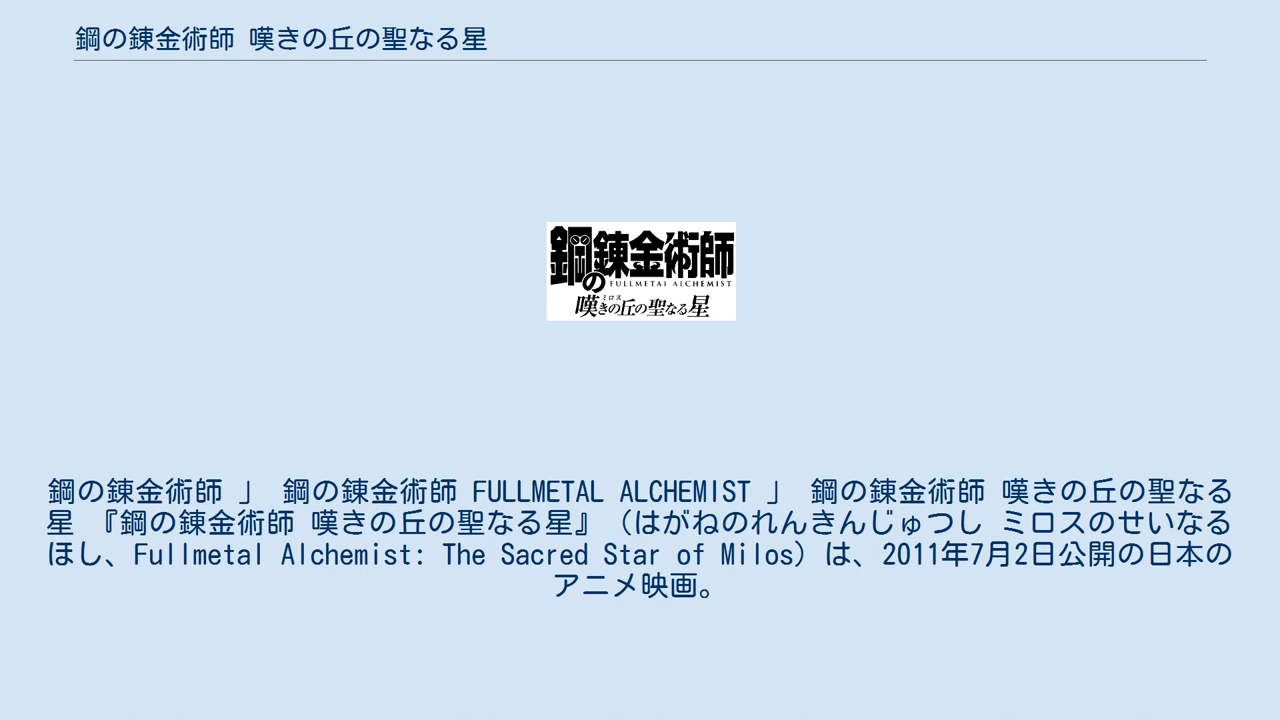 鋼の錬金術師 嘆きの丘の聖なる星
鋼の錬金術師
FULLMETAL ALCHEMIST
ミロス
嘆きの丘の聖なる星
鋼の錬金術師 」 鋼の錬金術師 FULLMETAL ALCHEMIST 」 鋼の錬金術師 嘆きの丘の聖なる
星 『鋼の錬金術師 嘆きの丘の聖なる星』（はがねのれんきんじゅつし ミロスのせいなる
ほし、Fullmetal Alchemist: The Sacred Star of Milos）は、2011年7月2日公開の日本の
アニメ映画。